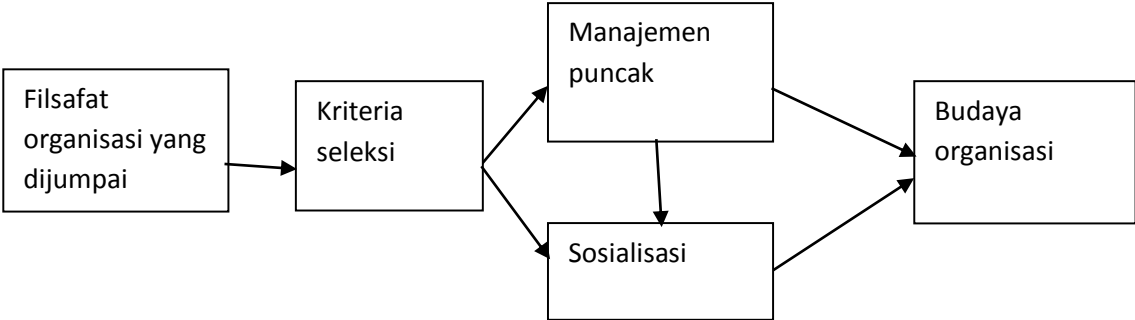 Filsafat
organisasi yang
dijumpai
Kriteria
seleksi
Manajemen
puncak
Sosialisasi
Budaya
organisasi